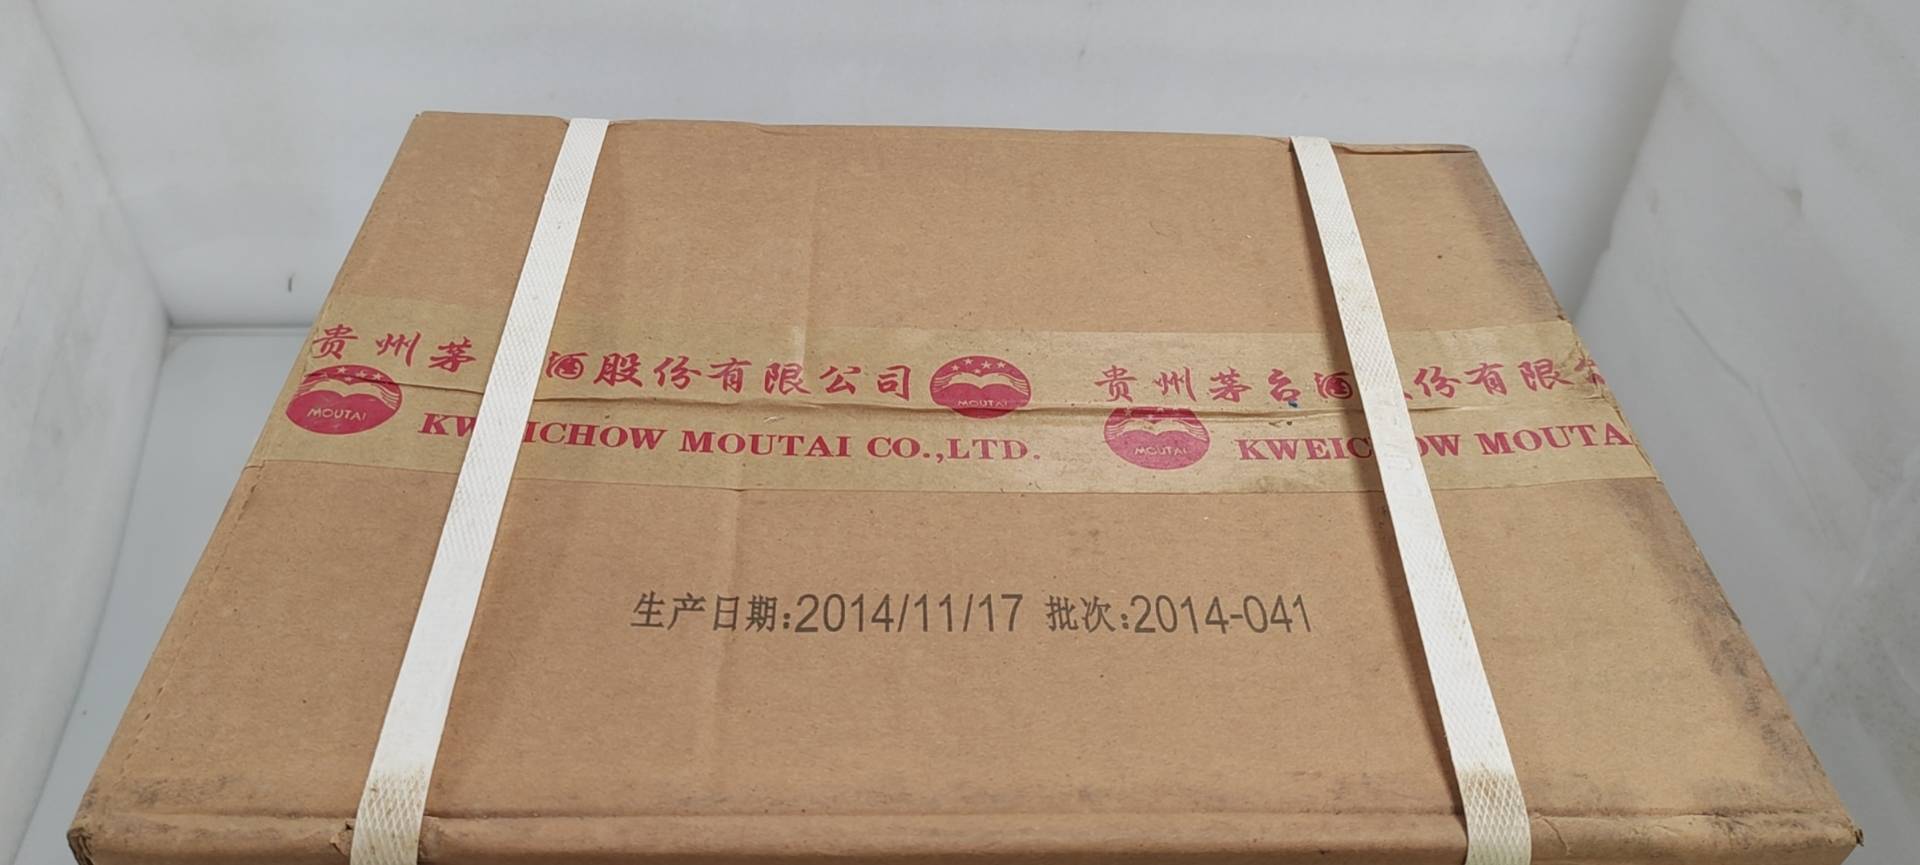 贵州茅 酒股份有限公司 贵州茅台酒 份有限
MOUTAI KW ICHOW MOUTAI CO.,LTD. MOUTAI MOUTAI KWEIC OW MOUTA
生产日期:2014/11/17 批次:2014-041